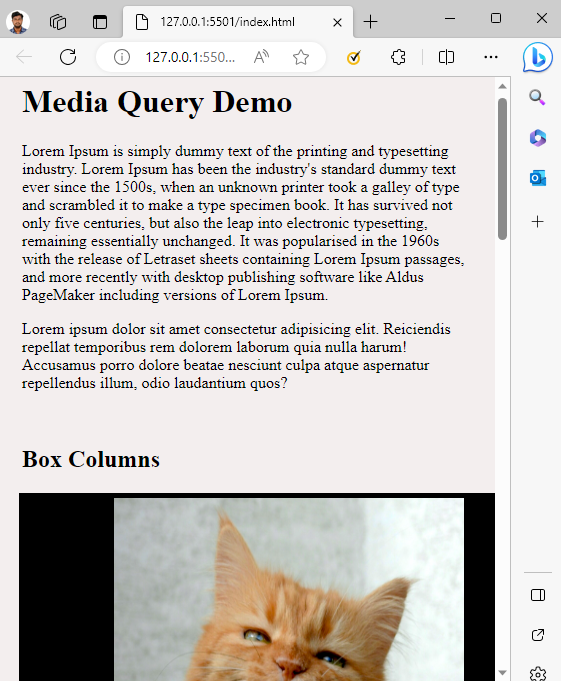 127.0.0.1:5501/index.html
127.0.0.1:550...
Media Query Demo
Lorem Ipsum is simply dummy text of the printing and typesetting
industry. Lorem Ipsum has been the industry's standard dummy text
ever since the 1500s, when an unknown printer took a galley of type
and scrambled it to make a type specimen book. It has survived not
only five centuries, but also the leap into electronic typesetting,
remaining essentially unchanged. It was popularised in the 1960s
with the release of Letraset sheets containing Lorem Ipsum passages,
and more recently with desktop publishing software like Aldus
PageMaker including versions of Lorem Ipsum.
Lorem ipsum dolor sit amet consectetur adipisicing elit. Reiciendis
repellat temporibus rem dolorem laborum quia nulla harum!
Accusamus porro dolore beatae nesciunt culpa atque aspernatur
repellendus illum, odio laudantium quos?
Box Columns